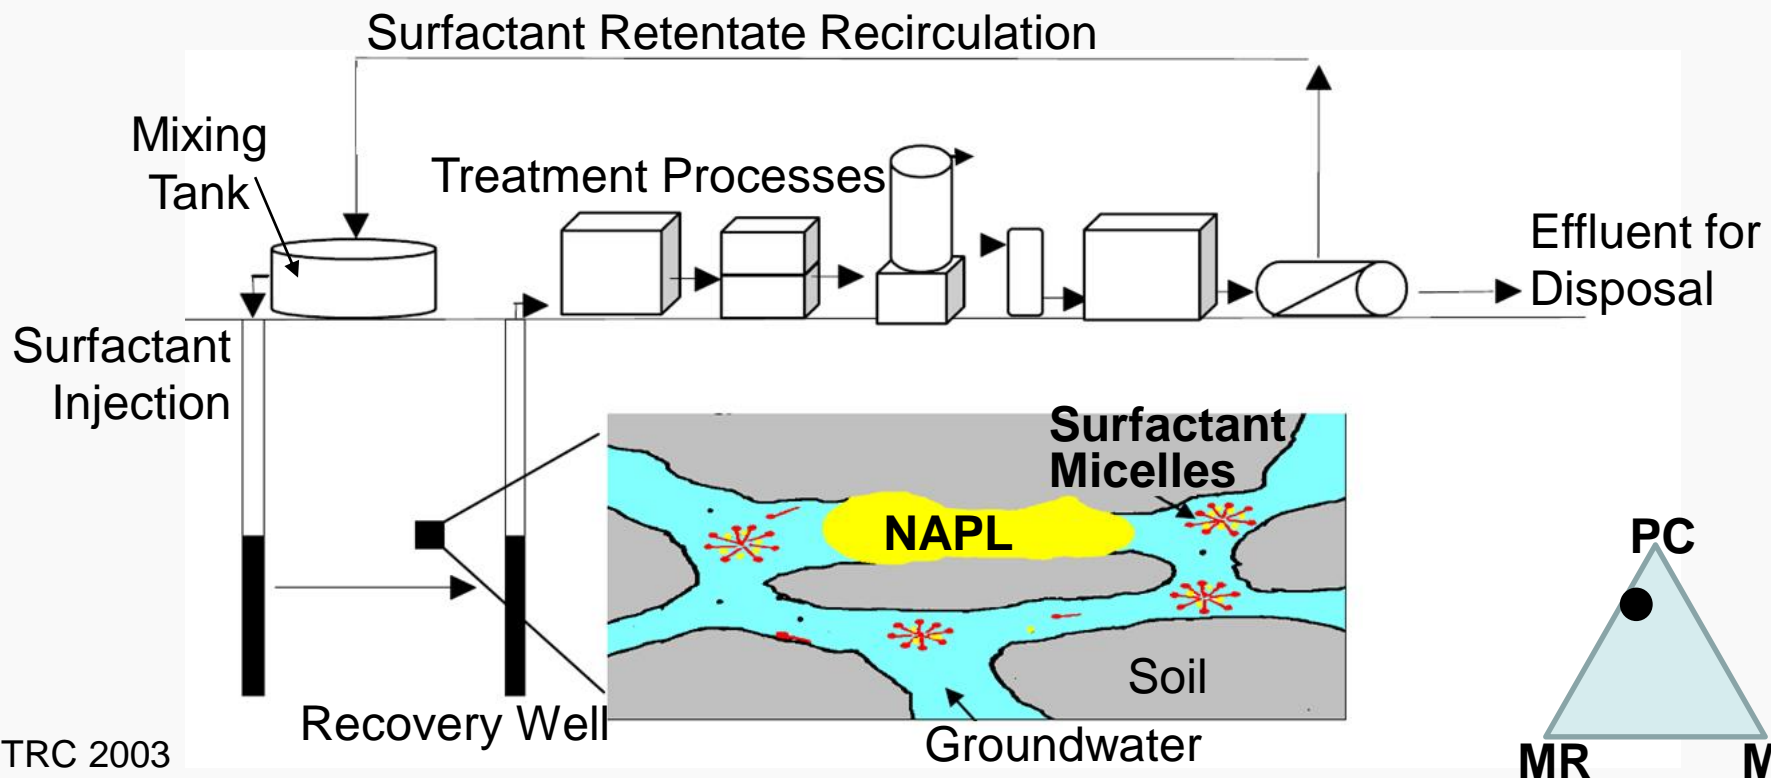 Surfactant Retentate Recirculation
Mixing
Tank
Treatment Processes
Effluent for
Disposal
Surfactant
Injection
Surfactant
Micelles
NAPL
PC
Soil
Recovery Well
Groundwater
TRC 2003
MR
M